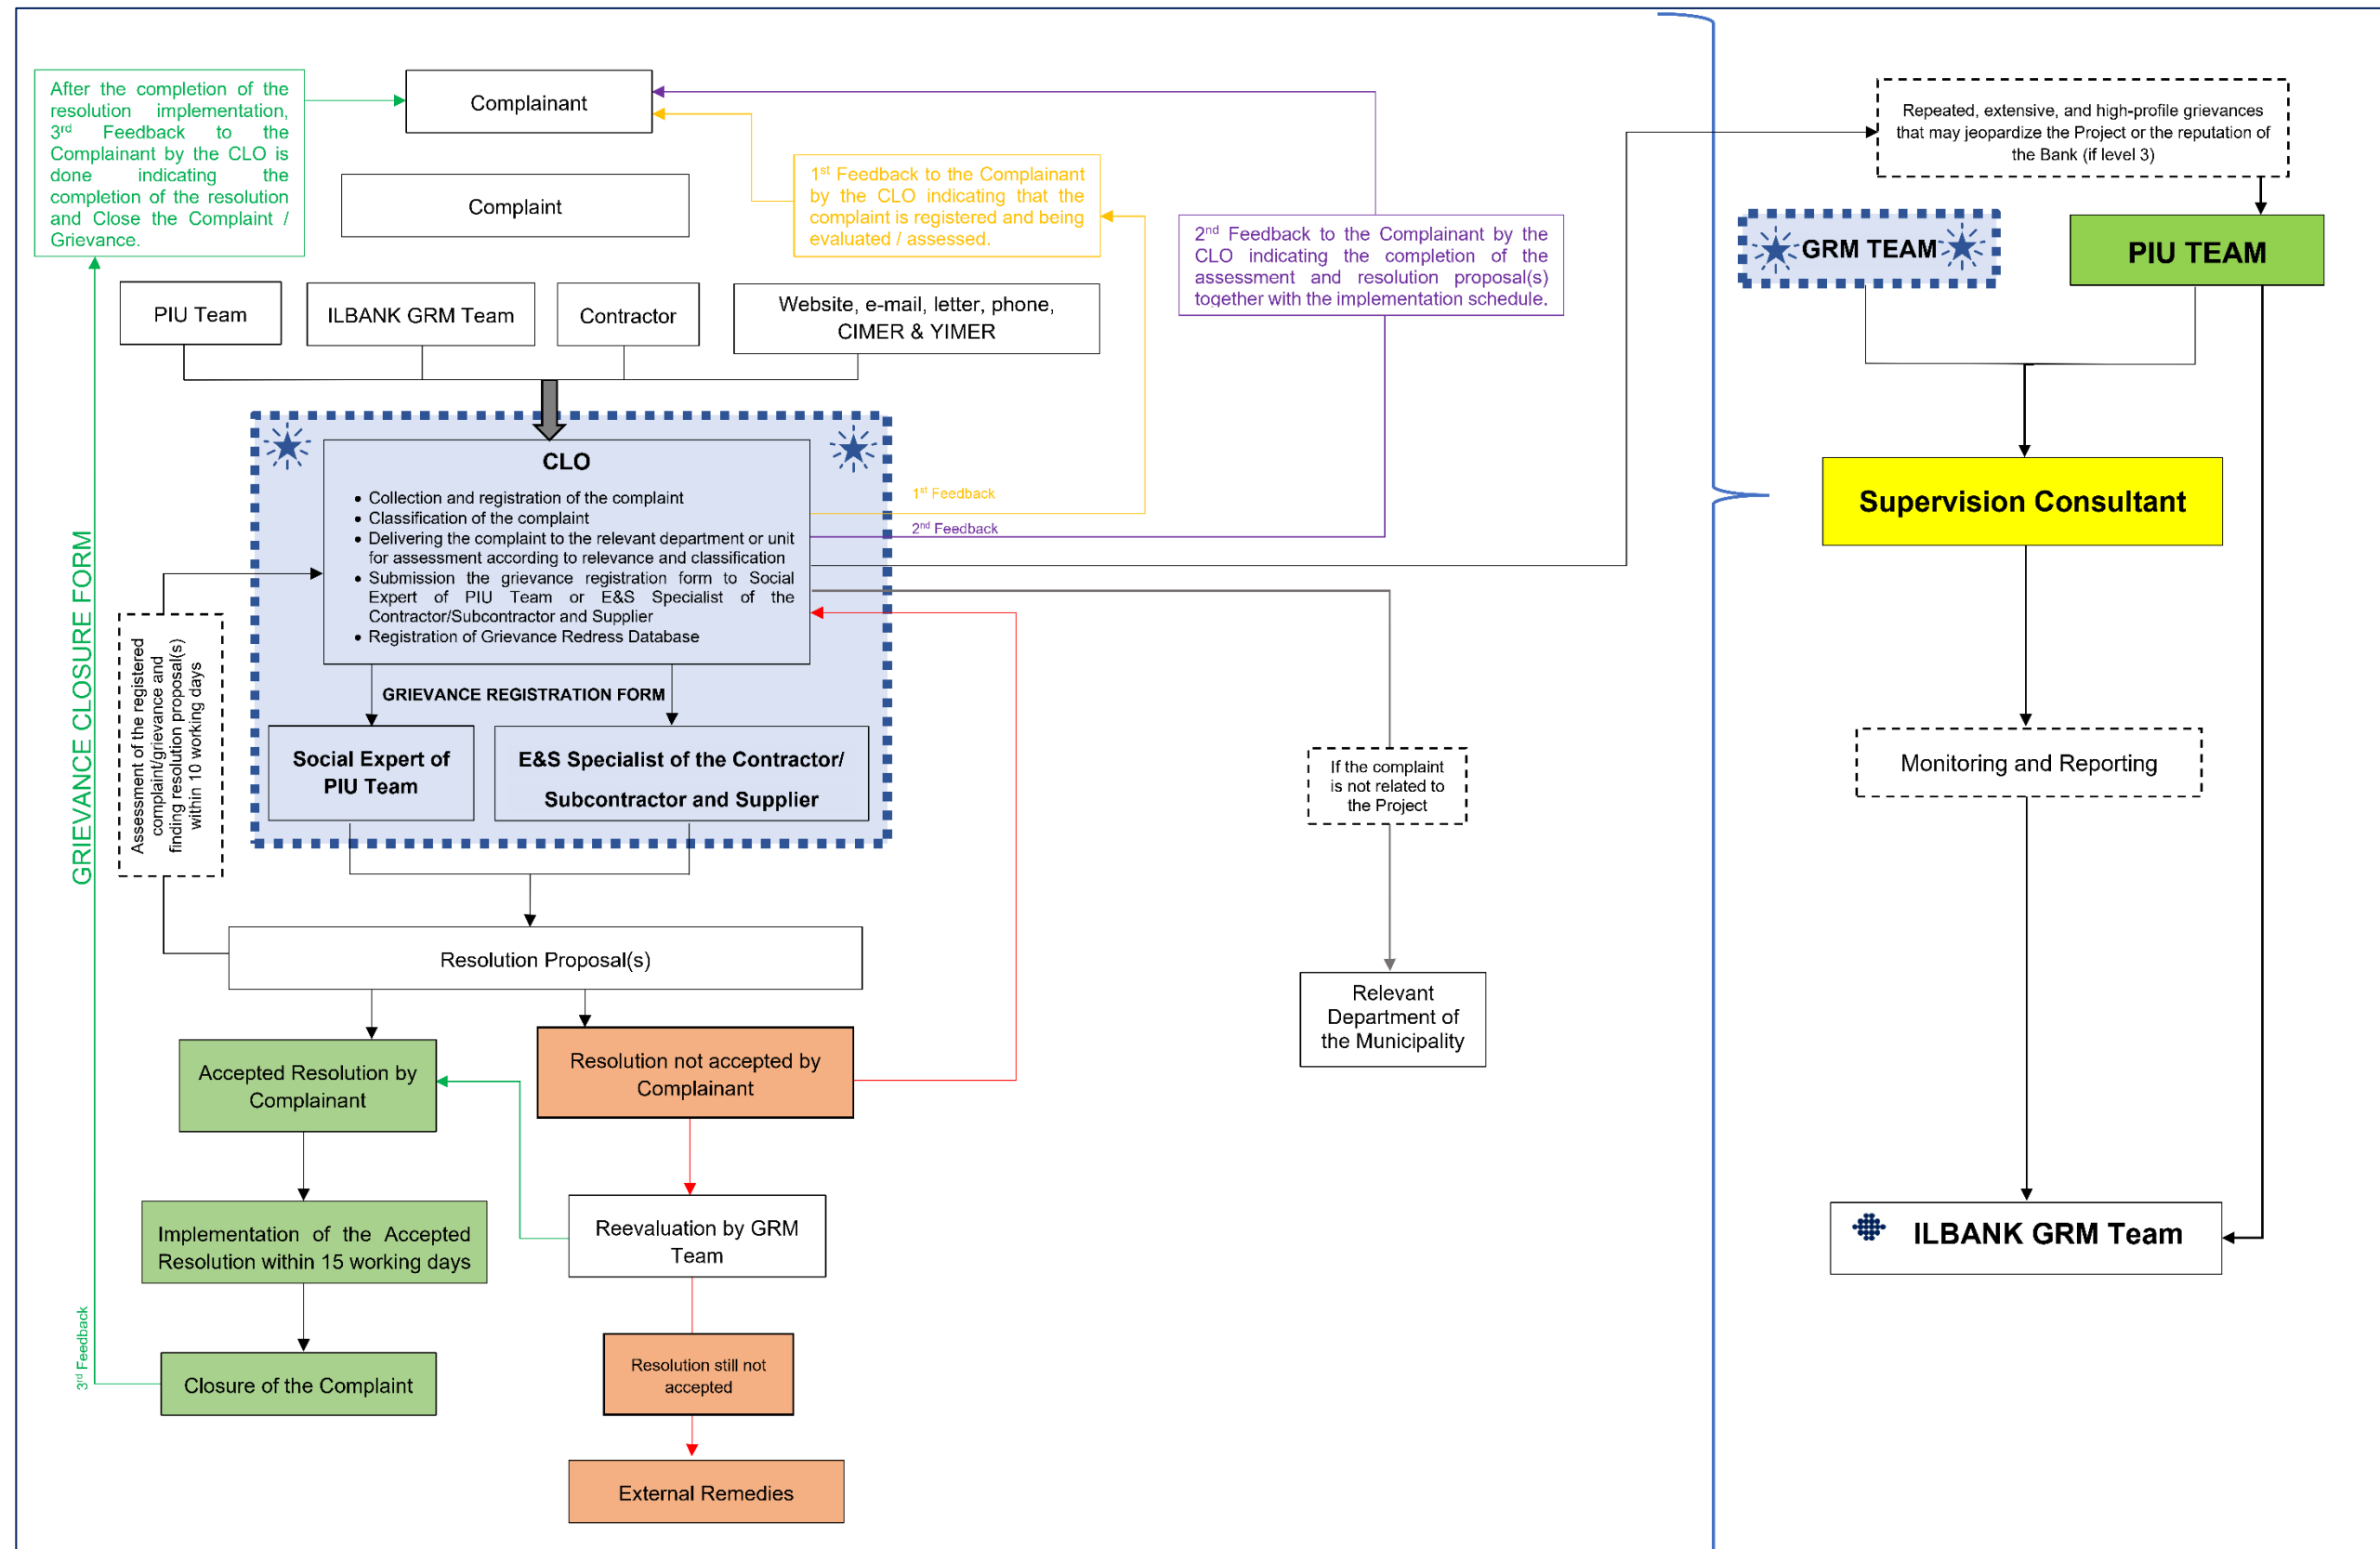 After the completion of the
resolution implementation,
3rd Feedback to the
Complainant by the CLO is
done indicating the
completion of the resolution
and Close the Complaint /
Grievance.
Complainant
Complaint
1st Feedback to the Complainant
by the CLO indicating that the
complaint is registered and being
evaluated / assessed.
2nd Feedback to the Complainant by the
CLO indicating the completion of the
assessment and resolution proposal(s)
together with the implementation schedule.
Repeated, extensive, and high-profile grievances
that may jeopardize the Project or the reputation of
the Bank (if level 3)
GRM TEAM
PIU TEAM
PIU Team
ILBANK GRM Team
Contractor
Website, e-mail, letter, phone,
CIMER & YIMER
CLO
• Collection and registration of the complaint
• Classification of the complaint
• Delivering the complaint to the relevant department or unit
for assessment according to relevance and classification
• Submission the grievance registration form to Social
Expert of PIU Team or E&S Specialist of the
Contractor/Subcontractor and Supplier
• Registration of Grievance Redress Database
1st Feedback
2nd Feedback
Supervision Consultant
GRIEVANCE CLOSURE FORM
Assessment of the registered
complaint/grievance and
finding resolution proposal(s)
within 10 working days
GRIEVANCE REGISTRATION FORM
Social Expert of
PIU Team
E&S Specialist of the Contractor/
Subcontractor and Supplier
If the complaint
is not related to
the Project
Monitoring and Reporting
Resolution Proposal(s)
Relevant
Department of
the Municipality
Accepted Resolution by
Complainant
Resolution not accepted by
Complainant
Implementation of the Accepted
Resolution within 15 working days
Reevaluation by GRM
Team
ILBANK GRM Team
3rd Feedback
Closure of the Complaint
Resolution still not
accepted
External Remedies